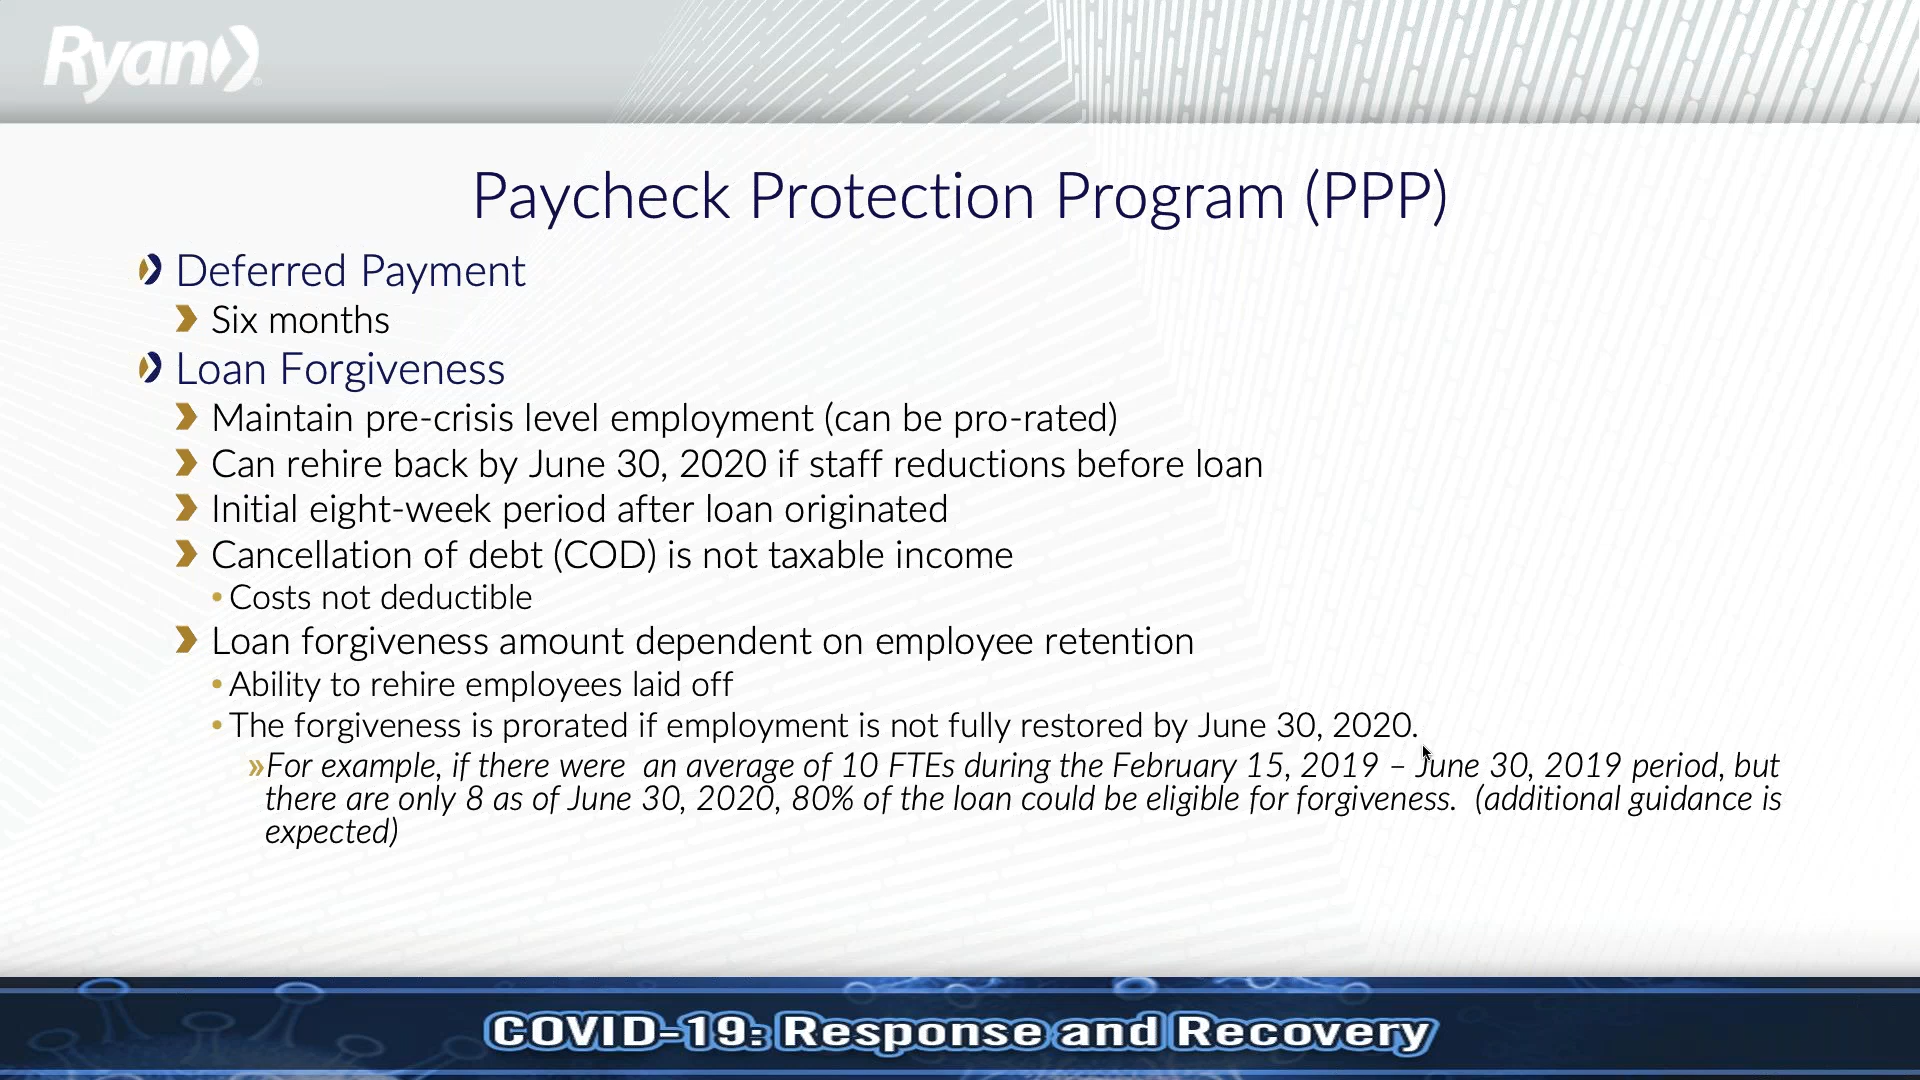 Ryan
Paycheck Protection Program (PPP)
Deferred Payment
Six months
Loan Forgiveness
Maintain pre-crisis level employment (can be pro-rated)
Can rehire back by June 30, 2020 if staff reductions before loan
Initial eight-week period after loan originated
Cancellation of debt (COD) is not taxable income
• Costs not deductible
Loan forgiveness amount dependent on employee retention
• Ability to rehire employees laid off
• The forgiveness is prorated if employment is not fully restored by June 30, 2020.
» For example, if there were an average of 10 FTEs during the February 15, 2019 – June 30, 2019 period, but
there are only 8 as of June 30, 2020, 80% of the loan could be eligible for forgiveness. (additional guidance is
expected)
COVID-19: Response and Recovery